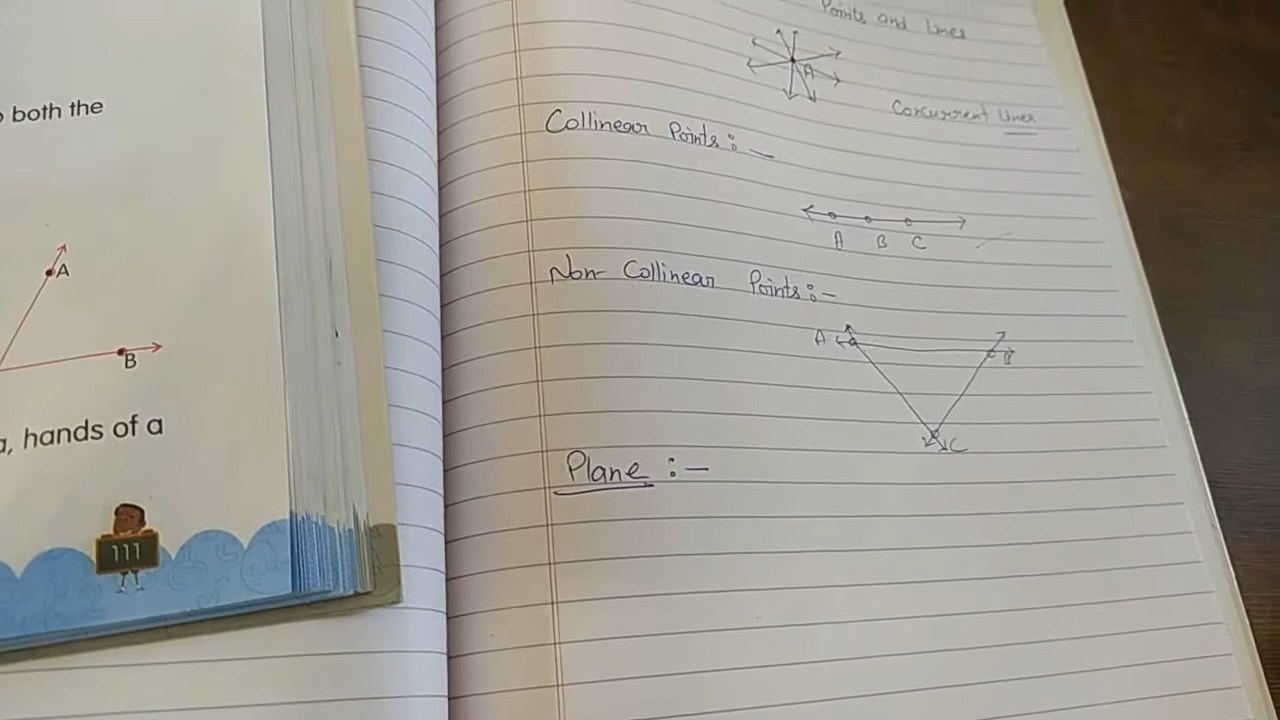 both the
A
B
, hands of a
111
Points and Lines
A
Concurrent Lines
Collinear Points :-
A B C
Non Collinear Points :-
A
C
Plane :-